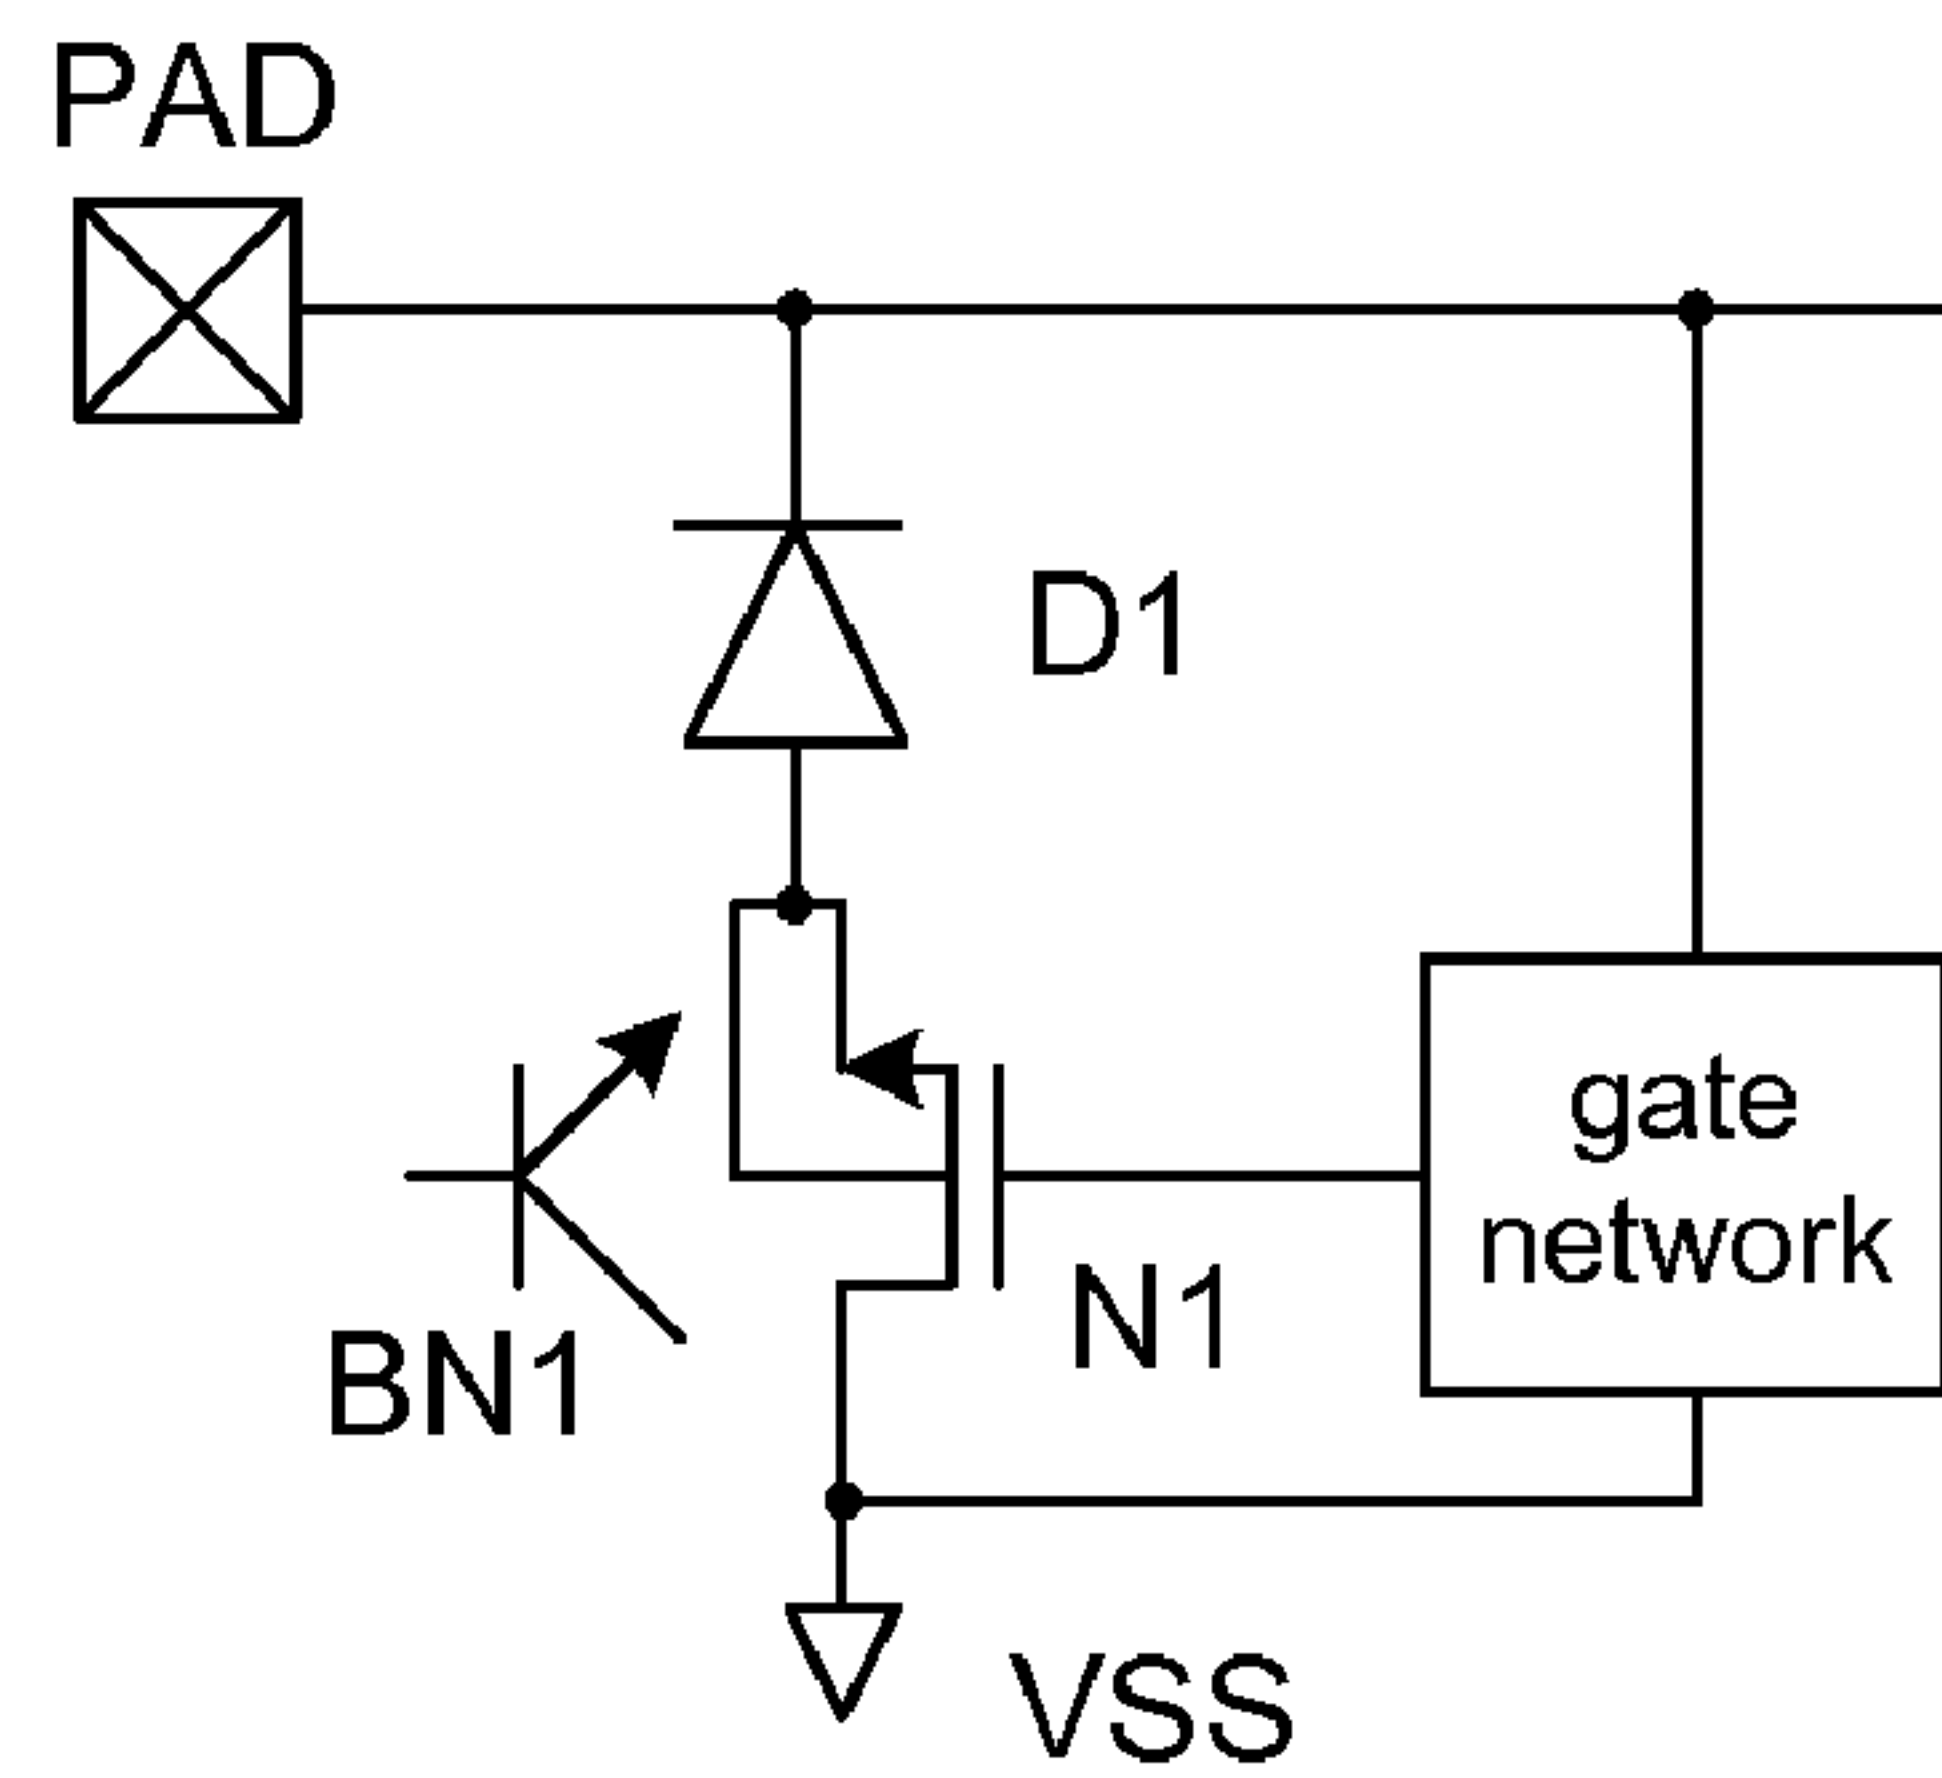 PAD
D1
gate
network
N1
BN1
VSS